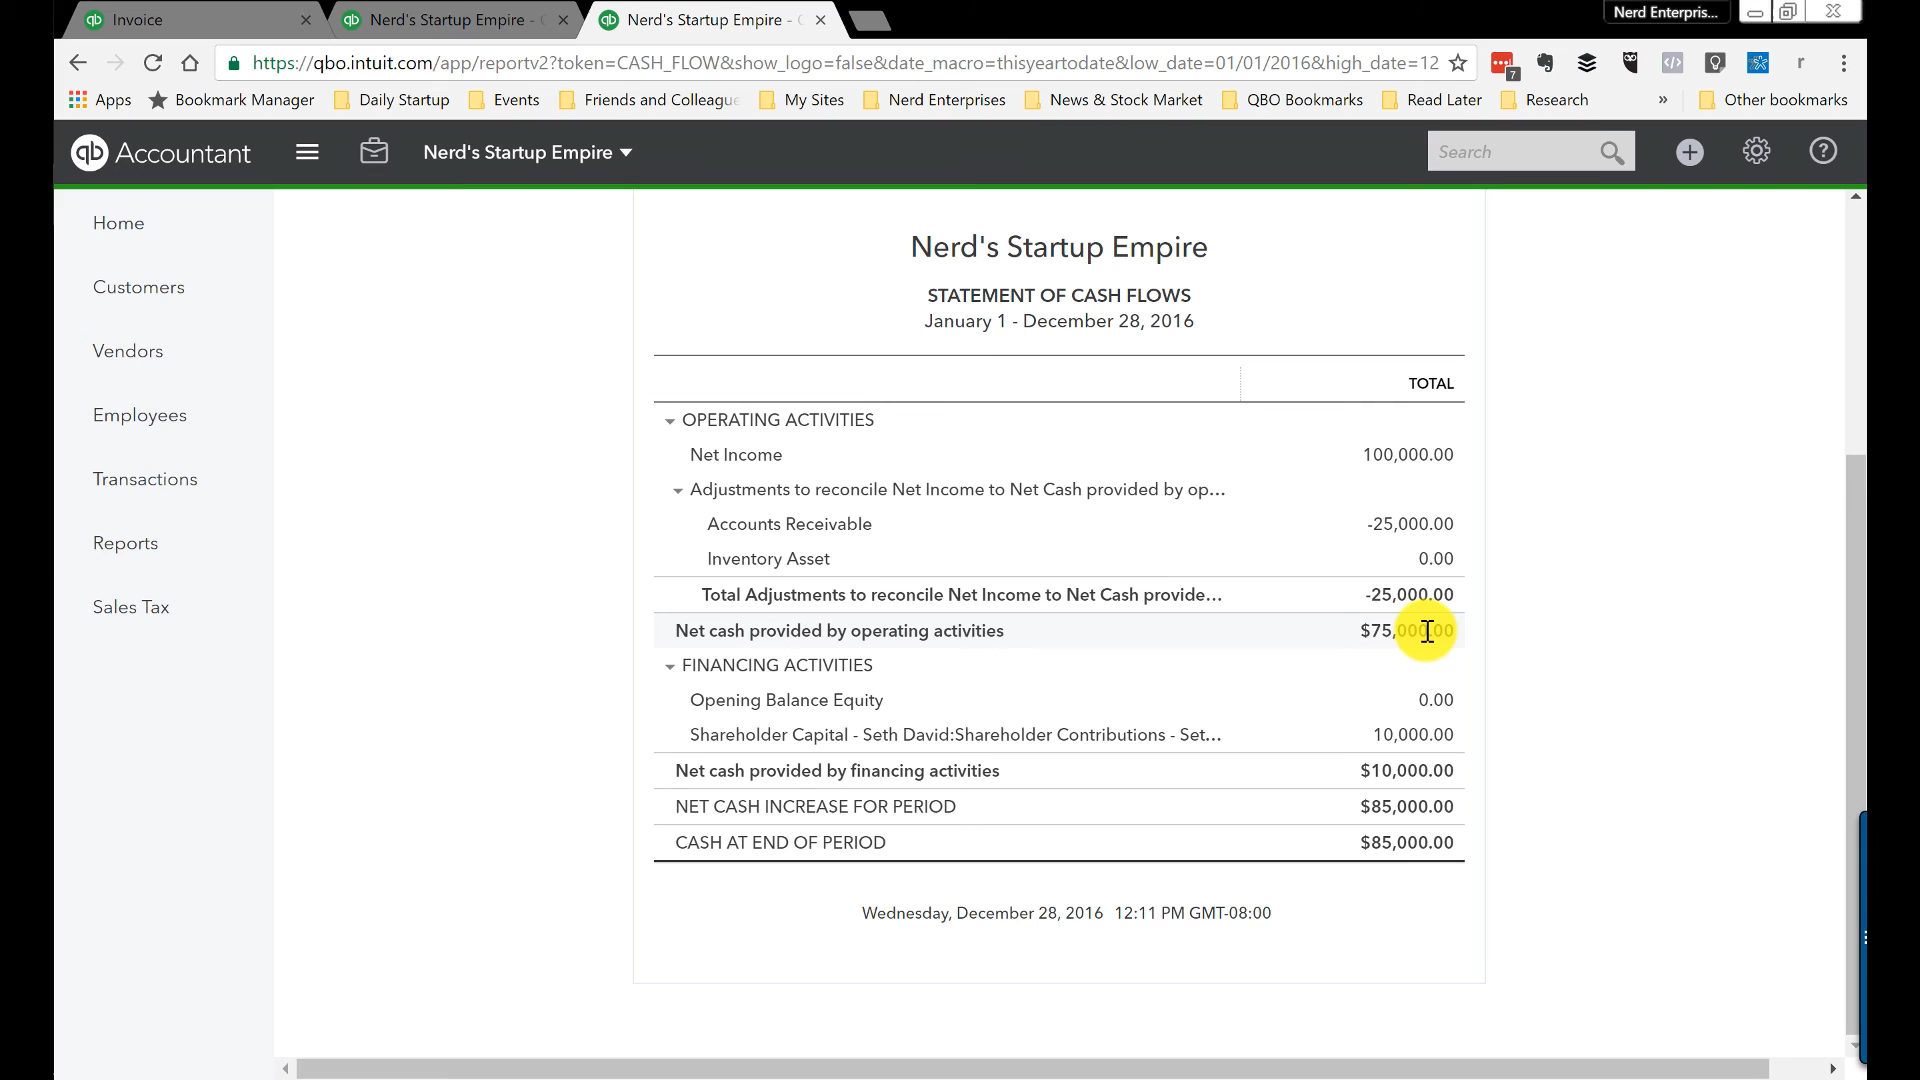 Invoice
Nerd's Startup Empire -
Nerd's Startup Empire -
Nerd Enterpris...
https://qbo.intuit.com/app/reportv2?token=CASH_FLOW&show_logo=false&date_macro=thisyeartodate&low_date=01/01/2016&high_date=12
7
r
Apps
Bookmark Manager
Daily Startup
Events
Friends and Colleagu
My Sites
Nerd Enterprises
News & Stock Market
QBO Bookmarks
Read Later
Research
»
Other bookmarks
qb Accountant
Nerd's Startup Empire
Search
Home
Customers
Vendors
Employees
Transactions
Reports
Sales Tax
Nerd's Startup Empire
STATEMENT OF CASH FLOWS
January 1 - December 28, 2016
TOTAL
OPERATING ACTIVITIES
Net Income 100,000.00
Adjustments to reconcile Net Income to Net Cash provided by op...
Accounts Receivable -25,000.00
Inventory Asset 0.00
Total Adjustments to reconcile Net Income to Net Cash provide... -25,000.00
Net cash provided by operating activities $75,000.00
FINANCING ACTIVITIES
Opening Balance Equity 0.00
Shareholder Capital - Seth David:Shareholder Contributions - Set... 10,000.00
Net cash provided by financing activities $10,000.00
NET CASH INCREASE FOR PERIOD $85,000.00
CASH AT END OF PERIOD $85,000.00
Wednesday, December 28, 2016 12:11 PM GMT-08:00